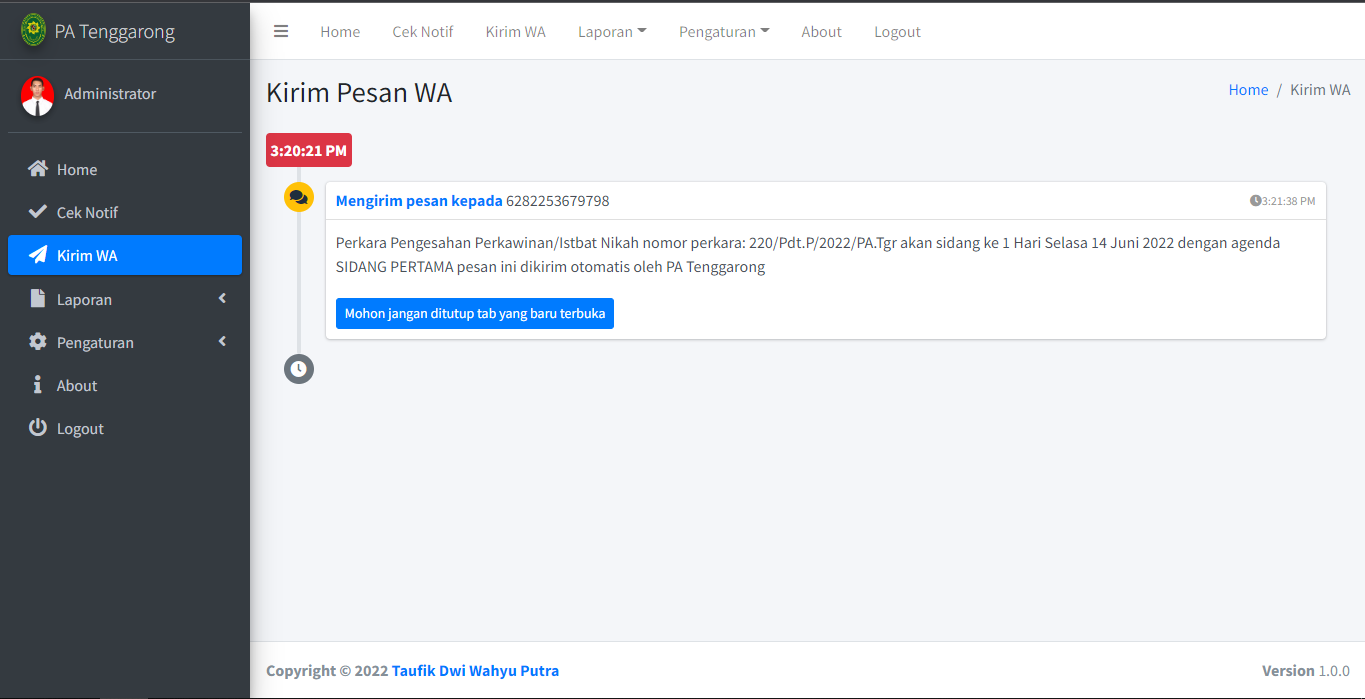 PA Tenggarong
Home Cek Notif Kirim WA Laporan Pengaturan About Logout
Administrator
Home
Cek Notif
Kirim WA
Laporan
Pengaturan
About
Logout
Kirim Pesan WA
Home / Kirim WA
3:20:21 PM
Mengirim pesan kepada 6282253679798
3:21:38 PM
Perkara Pengesahan Perkawinan/Istbat Nikah nomor perkara: 220/Pdt.P/2022/PA.Tgr akan sidang ke 1 Hari Selasa 14 Juni 2022 dengan agenda
SIDANG PERTAMA pesan ini dikirim otomatis oleh PA Tenggarong
Mohon jangan ditutup tab yang baru terbuka
Copyright © 2022 Taufik Dwi Wahyu Putra
Version 1.0.0